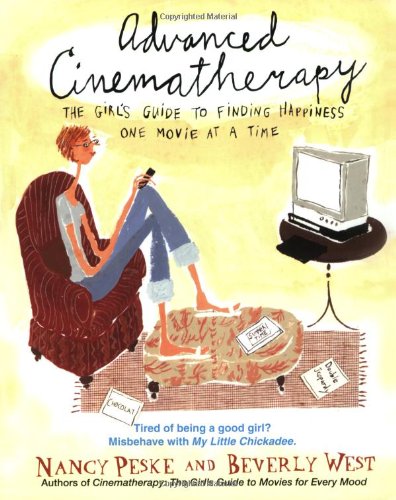 Advanced
Cinematherapy
THE GIRL'S GUIDE TO FINDING HAPPINESS
ONE MOVIE AT A TIME
CHOCOLAT
Double
Jeopardy
Tired of being a good girl?
Misbehave with My Little Chickadee.
NANCY PESKE AND BEVERLY WEST
Authors of Cinematherapy: The Girl's Guide to Movies for Every Mood